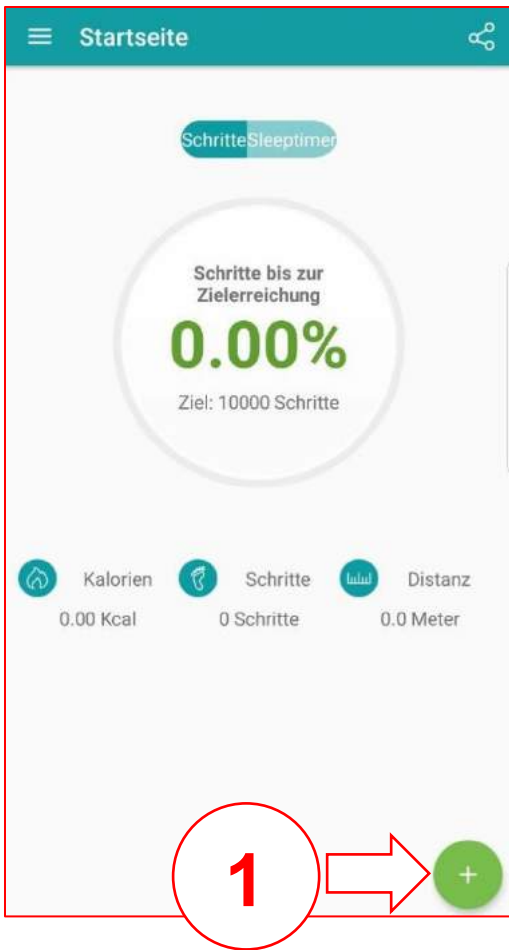 Startseite
Schritte Sleeptimer
Schritte bis zur
Zielerreichung
0.00%
Ziel: 10000 Schritte
Kalorien Schritte Distanz
0.00 Kcal 0 Schritte 0.0 Meter
1 +